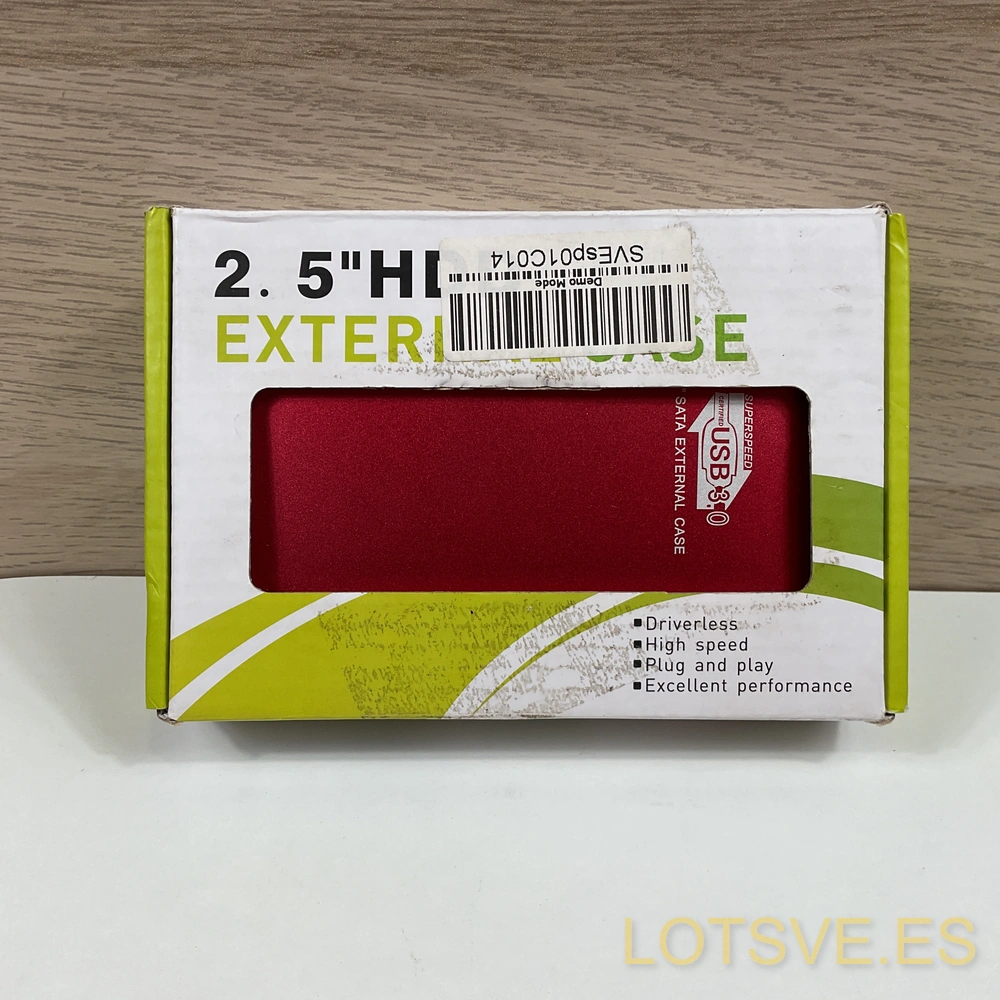 2. 5"HD
EXTERNAL CASE
SVEsp01C014
Demo Mode
SUPERSPEED
CERTIFIED
USB 3.0
SATA EXTERNAL CASE
Driverless
High speed
Plug and play
Excellent performance
LOTSVE.ES